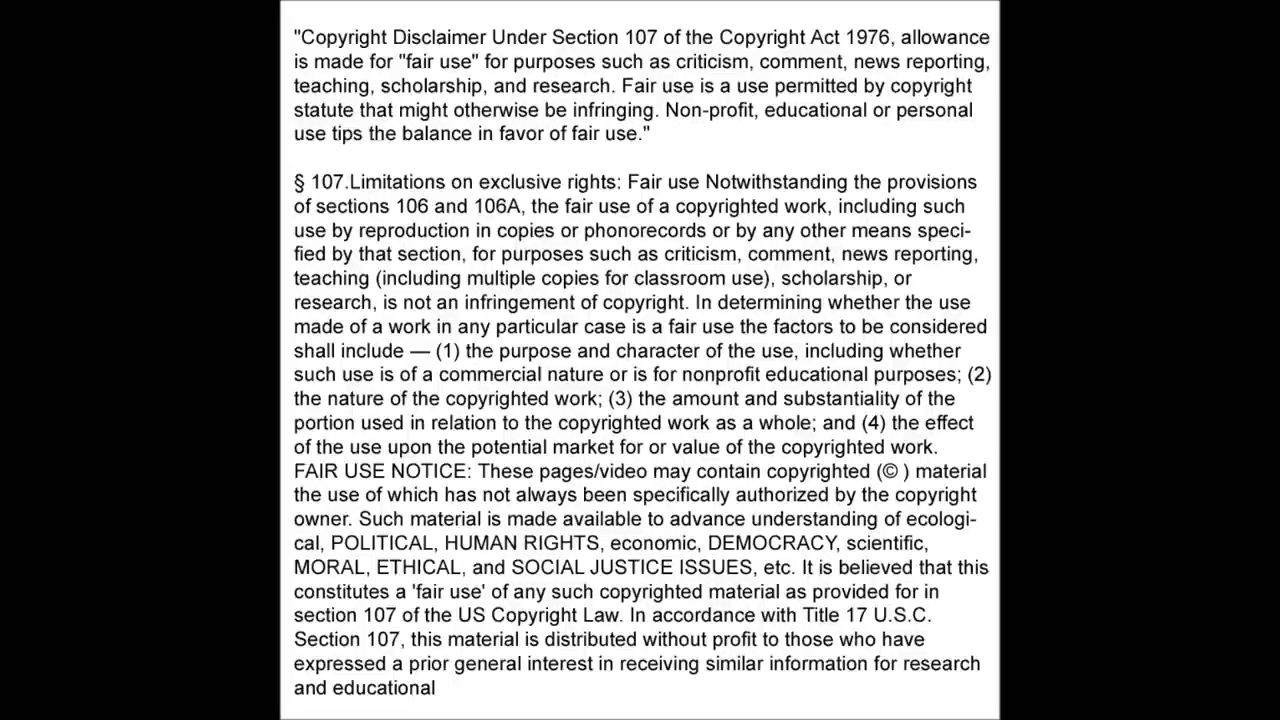 "Copyright Disclaimer Under Section 107 of the Copyright Act 1976, allowance
is made for "fair use" for purposes such as criticism, comment, news reporting,
teaching, scholarship, and research. Fair use is a use permitted by copyright
statute that might otherwise be infringing. Non-profit, educational or personal
use tips the balance in favor of fair use."
§ 107.Limitations on exclusive rights: Fair use Notwithstanding the provisions
of sections 106 and 106A, the fair use of a copyrighted work, including such
use by reproduction in copies or phonorecords or by any other means speci-
fied by that section, for purposes such as criticism, comment, news reporting,
teaching (including multiple copies for classroom use), scholarship, or
research, is not an infringement of copyright. In determining whether the use
made of a work in any particular case is a fair use the factors to be considered
shall include — (1) the purpose and character of the use, including whether
such use is of a commercial nature or is for nonprofit educational purposes; (2)
the nature of the copyrighted work; (3) the amount and substantiality of the
portion used in relation to the copyrighted work as a whole; and (4) the effect
of the use upon the potential market for or value of the copyrighted work.
FAIR USE NOTICE: These pages/video may contain copyrighted (© ) material
the use of which has not always been specifically authorized by the copyright
owner. Such material is made available to advance understanding of ecologi-
cal, POLITICAL, HUMAN RIGHTS, economic, DEMOCRACY, scientific,
MORAL, ETHICAL, and SOCIAL JUSTICE ISSUES, etc. It is believed that this
constitutes a 'fair use' of any such copyrighted material as provided for in
section 107 of the US Copyright Law. In accordance with Title 17 U.S.C.
Section 107, this material is distributed without profit to those who have
expressed a prior general interest in receiving similar information for research
and educational